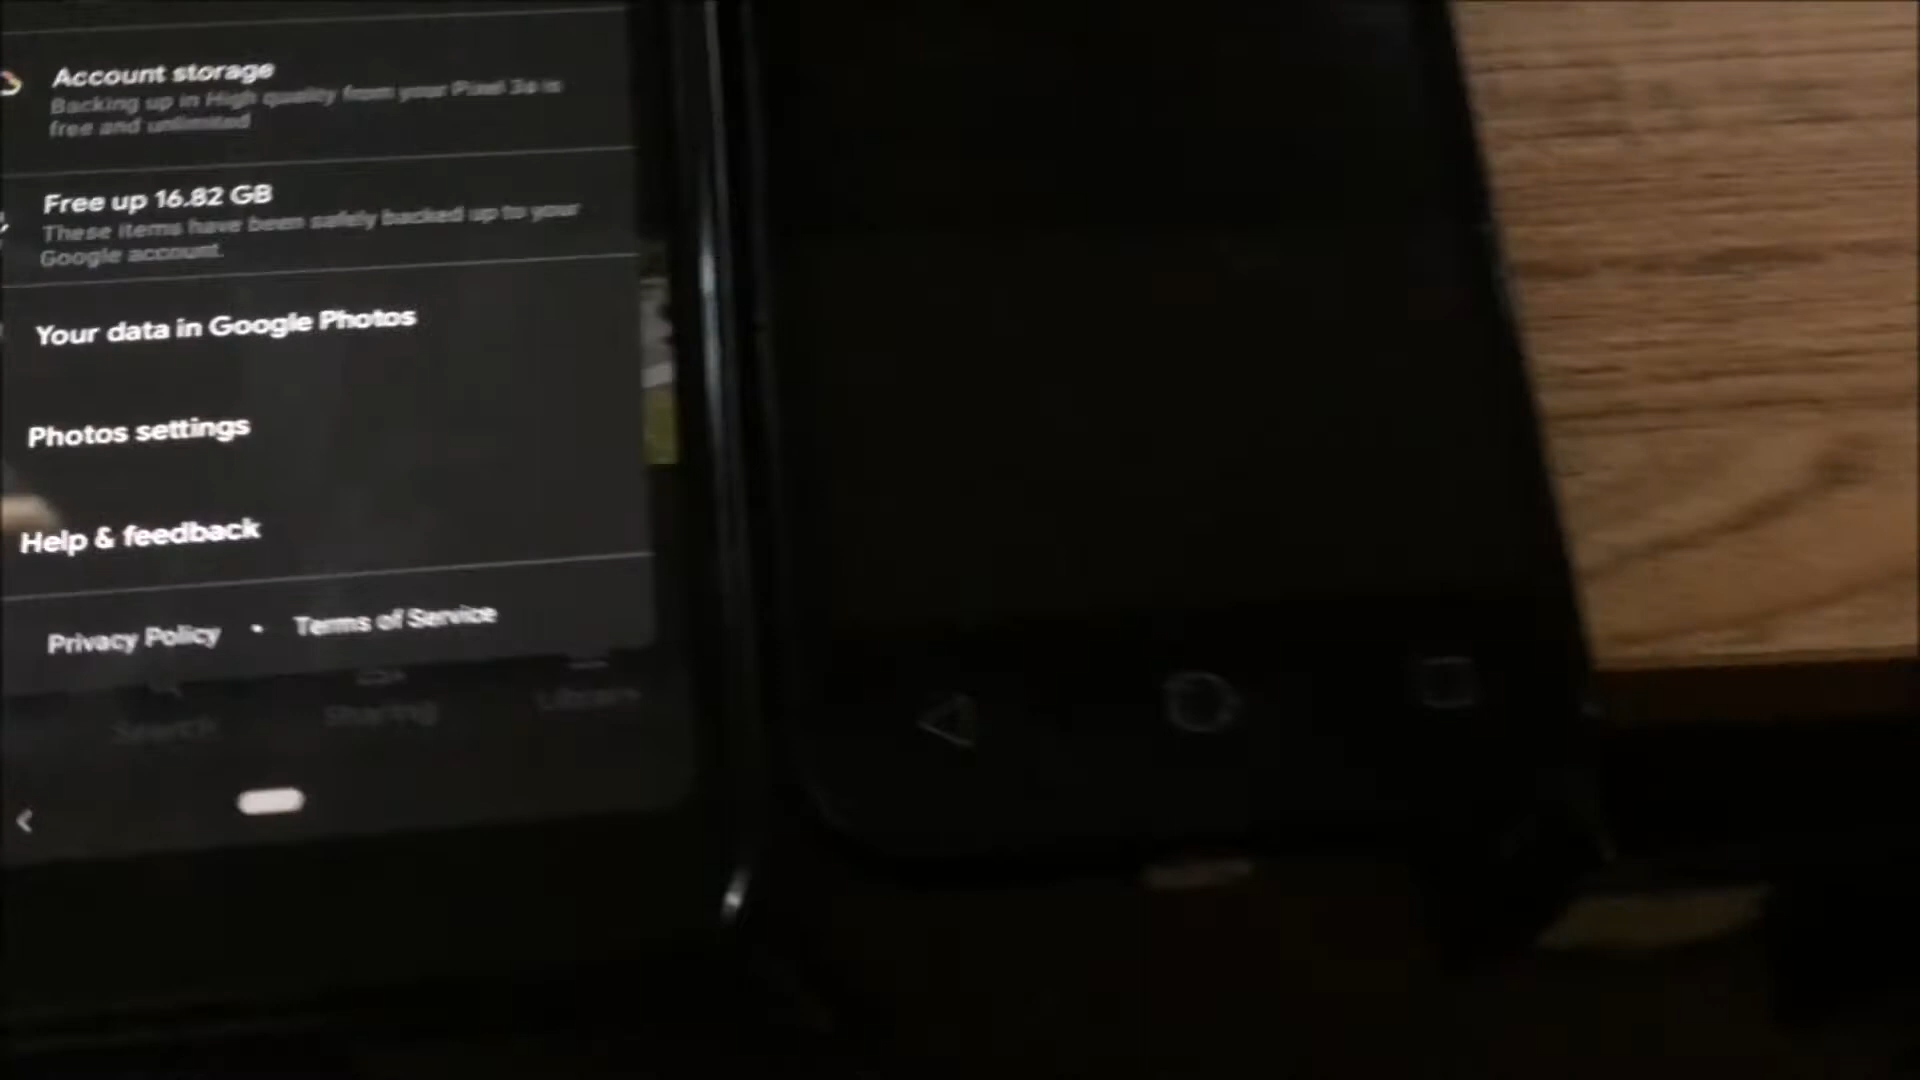 Account storage
Backing up in High quality from your Pixel 3a is
free and unlimited
Free up 16.82 GB
These items have been safely backed up to your
Google account.
Your data in Google Photos
Photos settings
Help & feedback
Privacy Policy • Terms of Service
Search Sharing Library